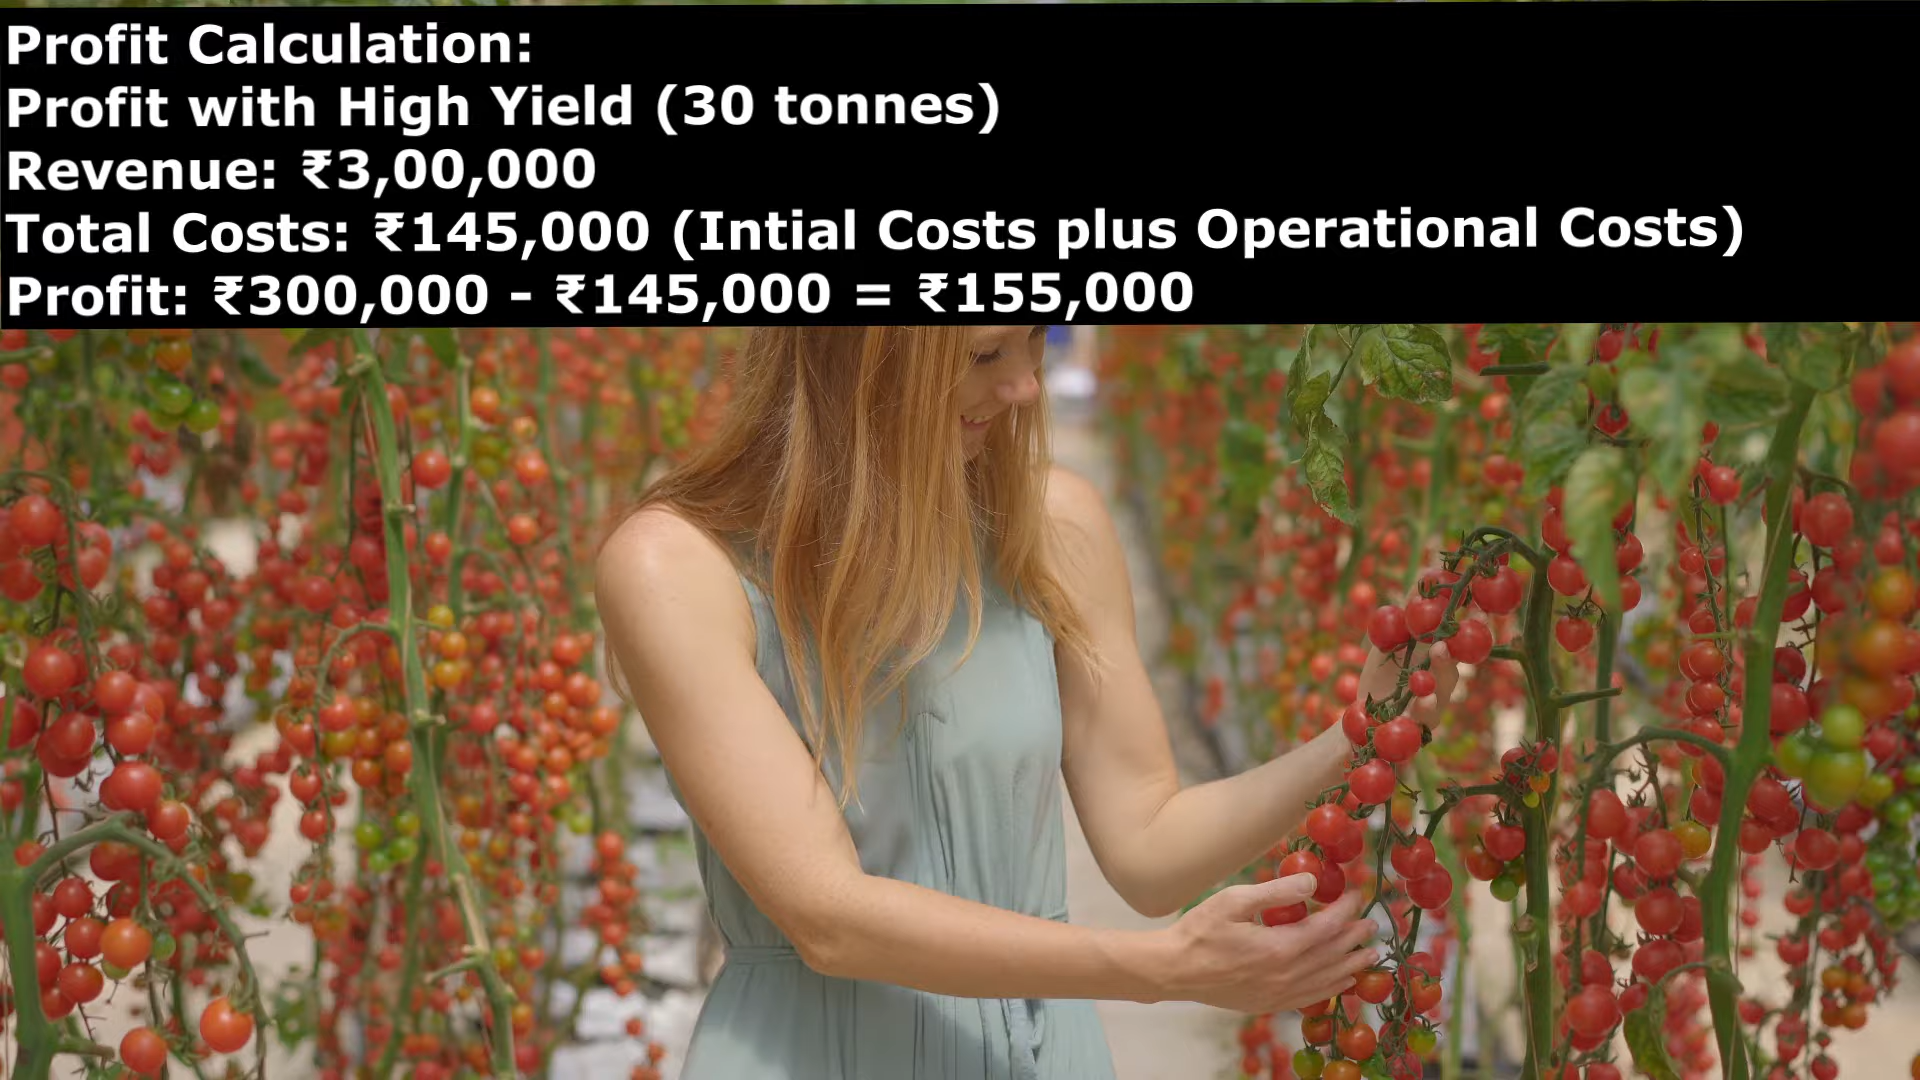 Profit Calculation:
Profit with High Yield (30 tonnes)
Revenue: ₹3,00,000
Total Costs: ₹145,000 (Intial Costs plus Operational Costs)
Profit: ₹300,000 - ₹145,000 = ₹155,000